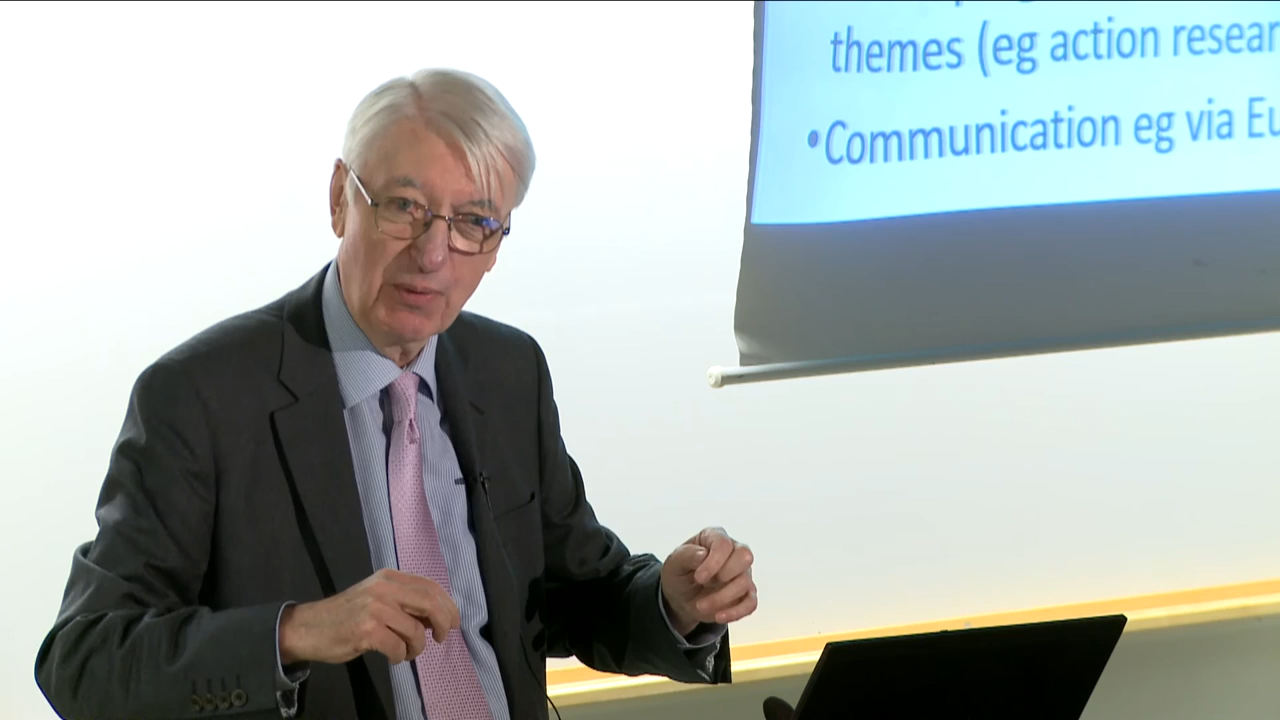 themes (eg action resear
•Communication eg via Eu